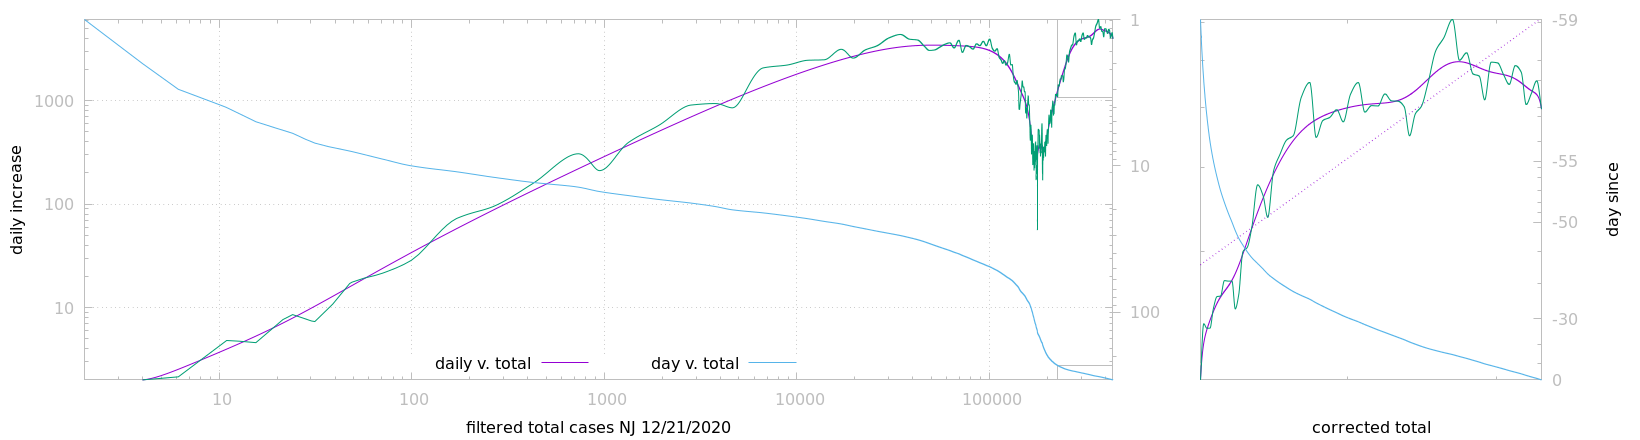 1
-59
1000
daily increase
10
-55
day since
100
-50
10
100
-30
daily v. total
day v. total
0
10
100
1000
10000
100000
filtered total cases NJ 12/21/2020
corrected total